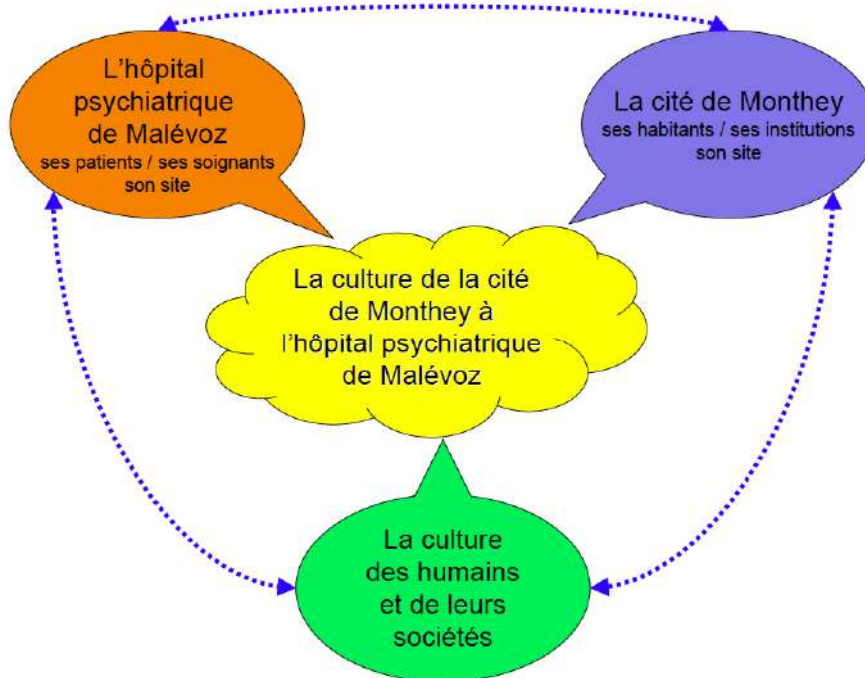 L'hôpital
psychiatrique
de Malévoz
ses patients / ses soignants
son site
La cité de Monthey
ses habitants / ses institutions
son site
La culture de la cité
de Monthey à
l'hôpital psychiatrique
de Malévoz
La culture
des humains
et de leurs
sociétés